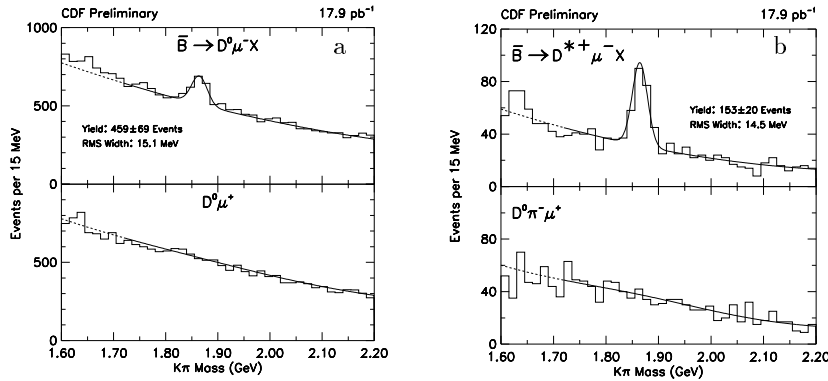 CDF Preliminary 17.9 pb⁻¹
B̅ → D⁰μ⁻X a
Yield: 459±69 Events
RMS Width: 15.1 MeV
1000
500
0
D⁰μ⁺
500
0
Events per 15 MeV
1.60 1.70 1.80 1.90 2.00 2.10 2.20
Kπ Mass (GeV)
CDF Preliminary 17.9 pb⁻¹
B̅ → D*⁺μ⁻X b
Yield: 153±20 Events
RMS Width: 14.5 MeV
120
80
40
0
D⁰π⁻μ⁺
80
40
0
Events per 15 MeV
1.60 1.70 1.80 1.90 2.00 2.10 2.20
Kπ Mass (GeV)